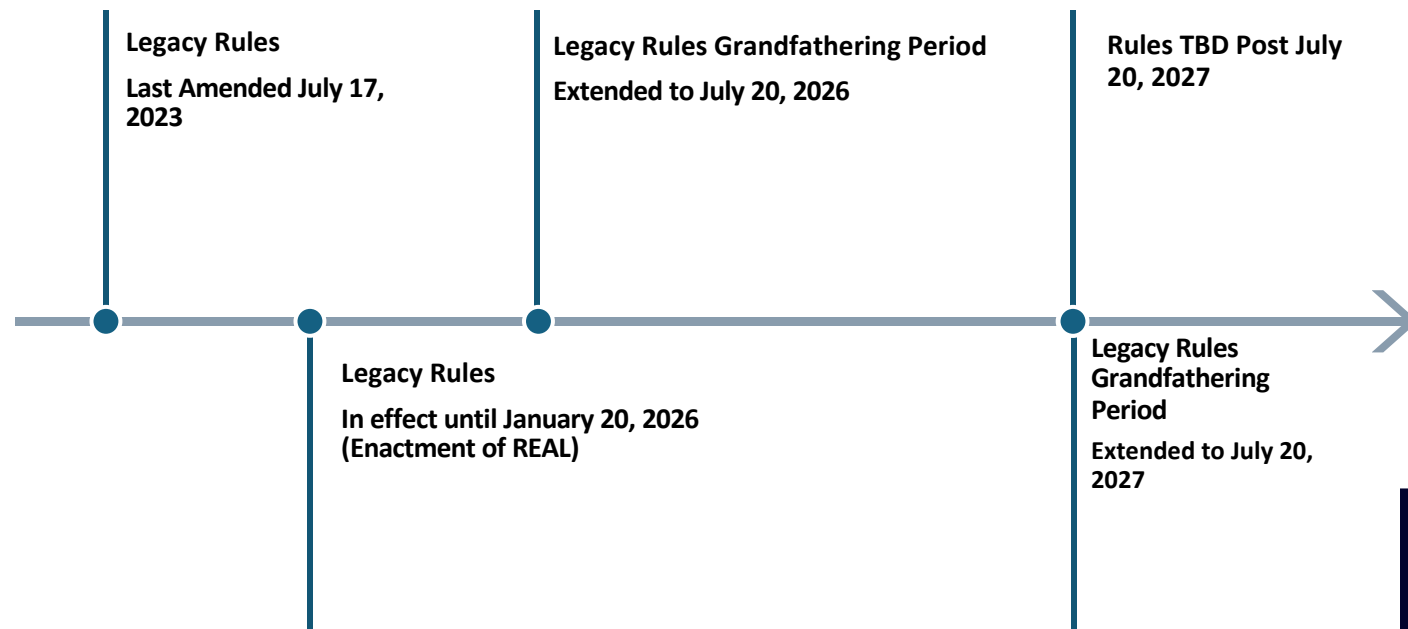 Legacy Rules
Last Amended July 17,
2023
Legacy Rules Grandfathering Period
Extended to July 20, 2026
Rules TBD Post July
20, 2027
Legacy Rules
In effect until January 20, 2026
(Enactment of REAL)
Legacy Rules
Grandfathering
Period
Extended to July 20,
2027